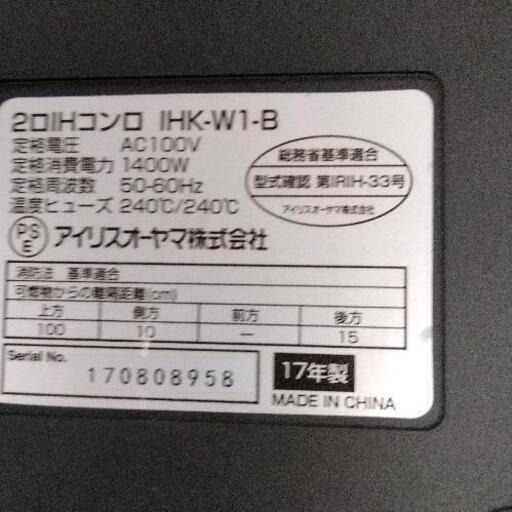 2口IHコンロ IHK-W1-B
定格電圧 AC100V
定格消費電力 1400W
定格周波数 50-60Hz
温度ヒューズ 240℃/240℃
総務省基準適合
型式確認 第IRIH-33号
アイリスオーヤマ株式会社
PSE アイリスオーヤマ株式会社
消防法 基準適合
可燃物からの離隔距離(cm)
上方 側方 前方 後方
100 10 — 15
Serial No.
170808958
17年製
MADE IN CHINA